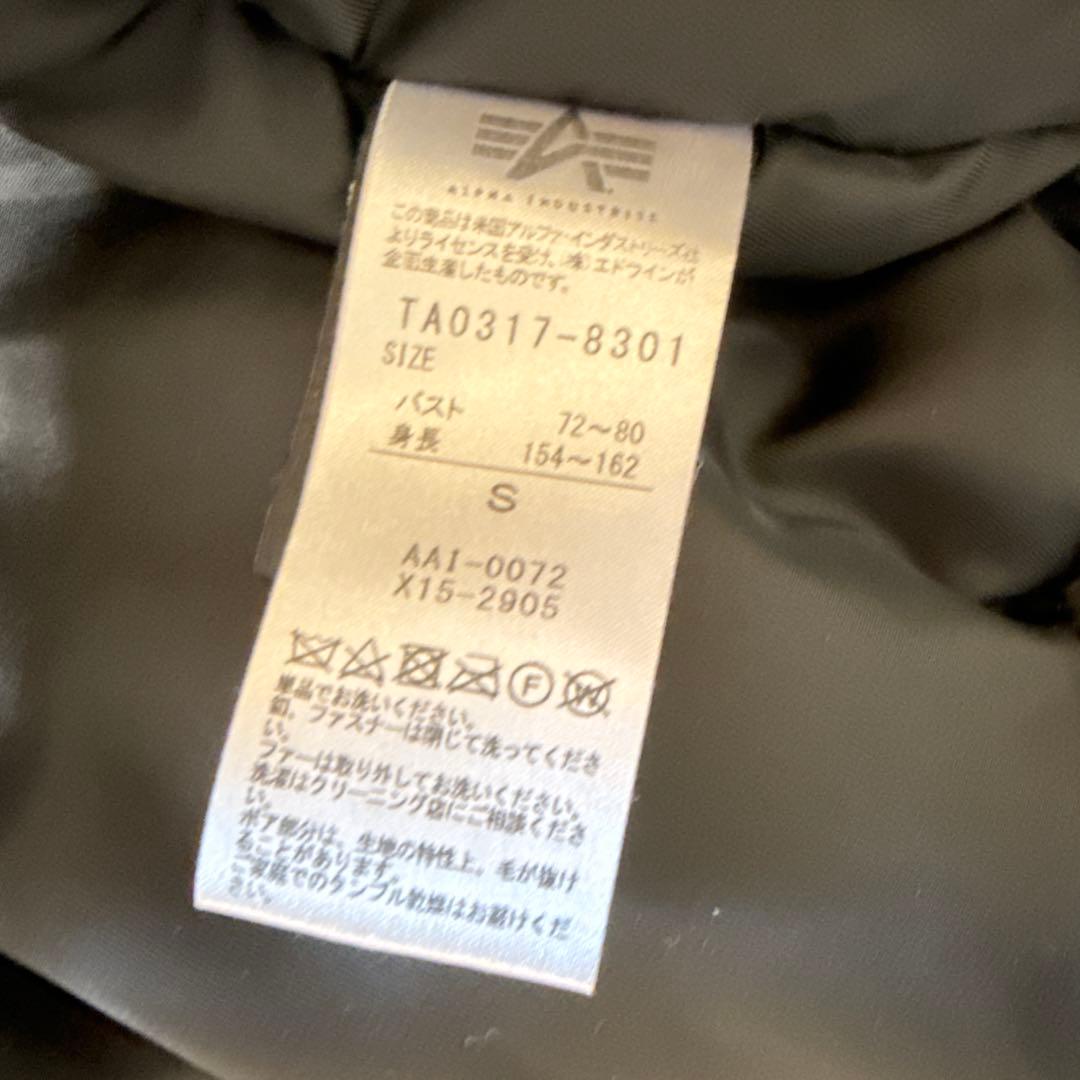 ALPHA INDUSTRIES
この商品は米国アルファ・インダストリーズ社
よりライセンスを受け、(株)エドウインが
企画生産したものです。
TA0317-8301
SIZE
バスト 72～80
身長 154～162
S
AAI-0072
X15-2905
F W
単品でお洗いください。
釦、ファスナーは閉じて洗ってくださ
い。
ファーは取り外してお洗いください。
洗濯はクリーニング店にご相談くださ
い。
ボア部分は、生地の特性上、毛が抜け
ることがあります。
ご家庭でのタンブル乾燥はお避けくだ
さい。